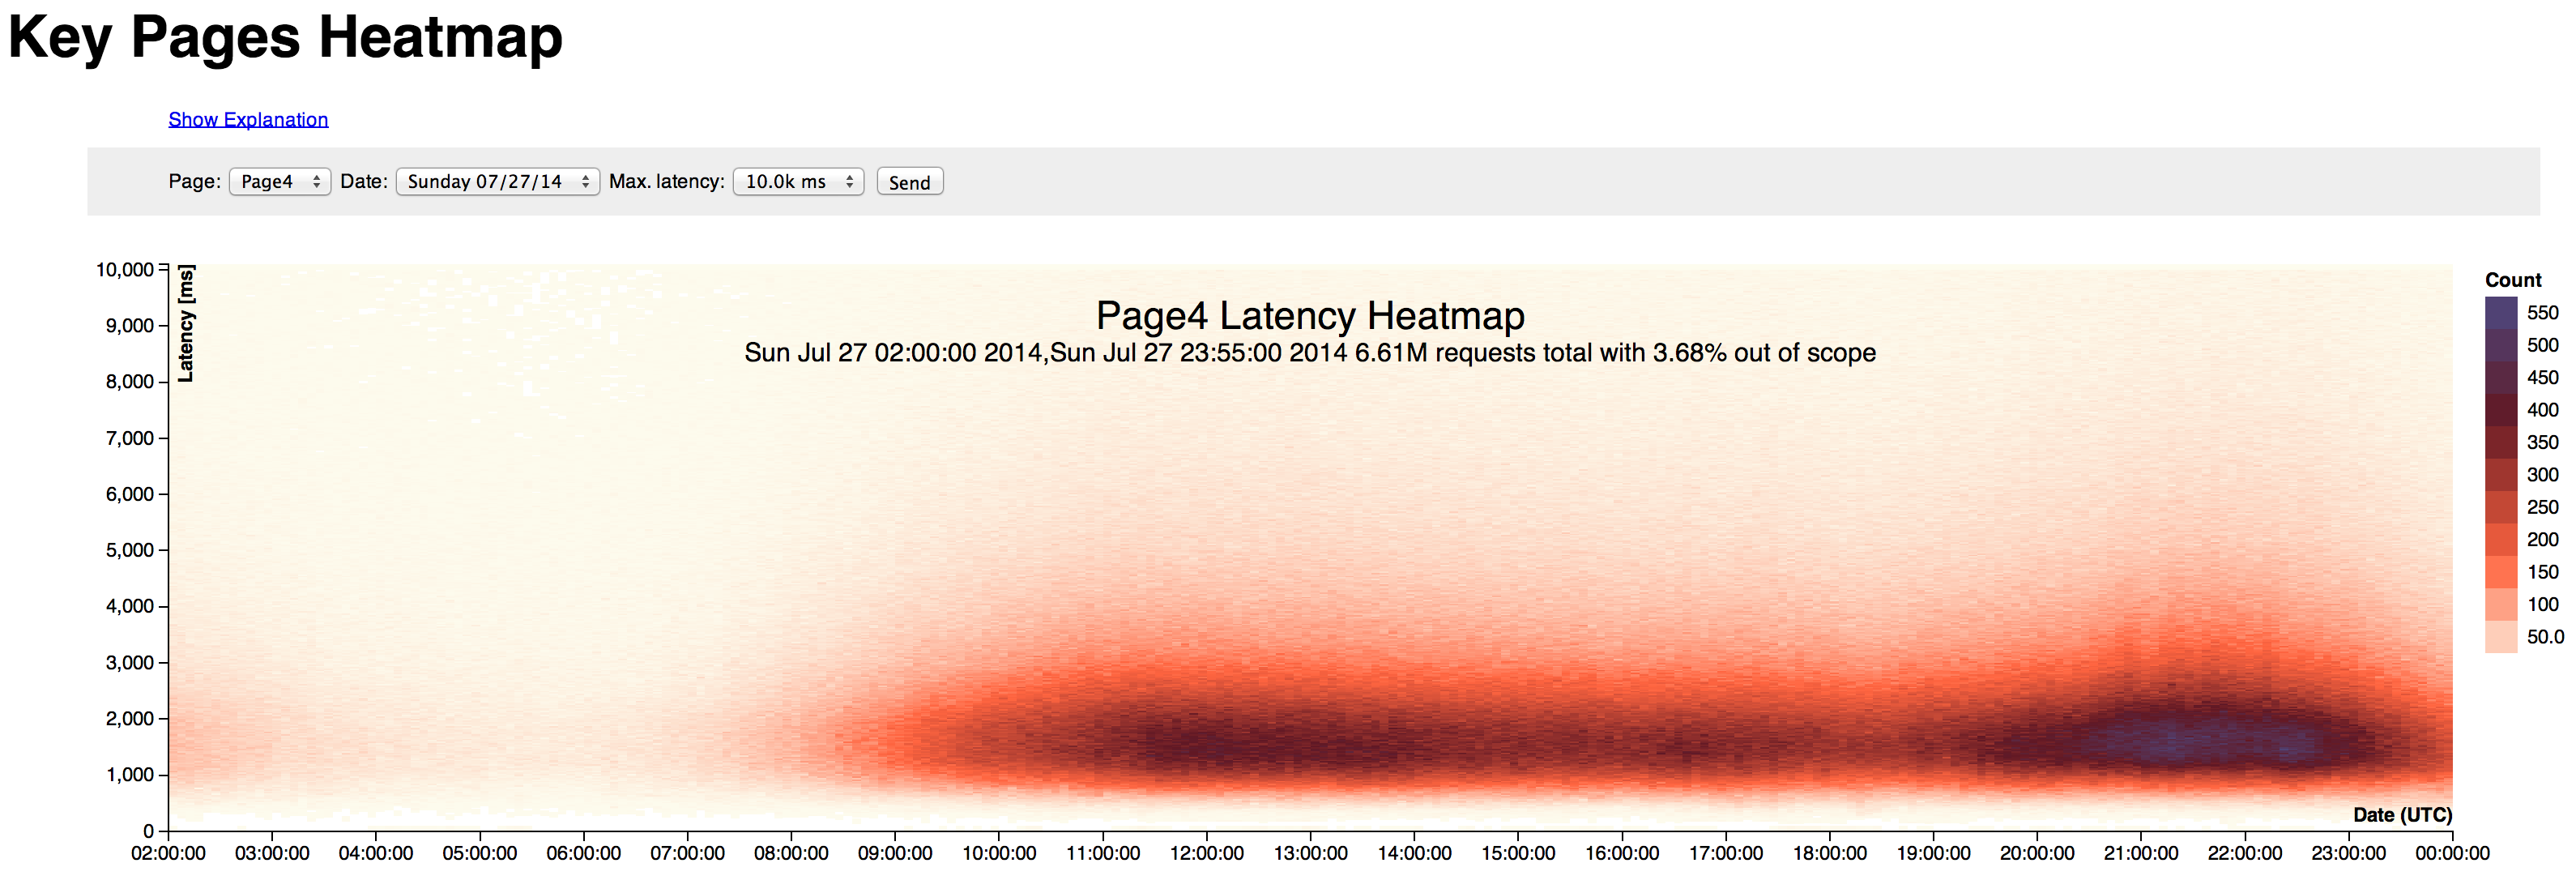 Key Pages Heatmap
Show Explanation
Page: Page4 Date: Sunday 07/27/14 Max. latency: 10.0k ms Send
Latency [ms]
10,000
9,000
8,000
7,000
6,000
5,000
4,000
3,000
2,000
1,000
0
Page4 Latency Heatmap
Sun Jul 27 02:00:00 2014,Sun Jul 27 23:55:00 2014 6.61M requests total with 3.68% out of scope
Count
550
500
450
400
350
300
250
200
150
100
50.0
Date (UTC)
02:00:00 03:00:00 04:00:00 05:00:00 06:00:00 07:00:00 08:00:00 09:00:00 10:00:00 11:00:00 12:00:00 13:00:00 14:00:00 15:00:00 16:00:00 17:00:00 18:00:00 19:00:00 20:00:00 21:00:00 22:00:00 23:00:00 00:00:00